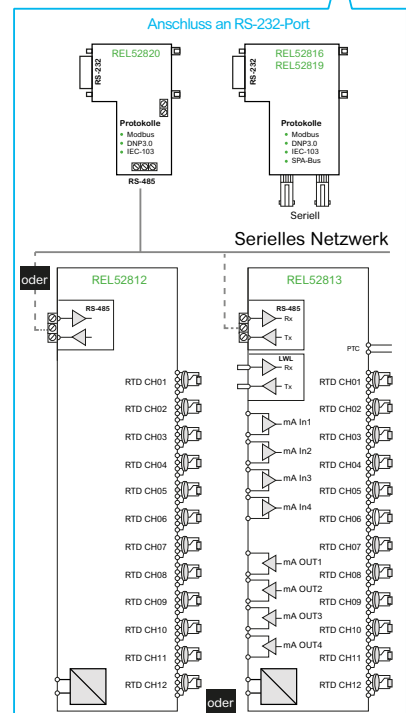 Anschluss an RS-232-Port
REL52820
RS-232
Protokolle
• Modbus
• DNP3.0
• IEC-103
RS-485
REL52816
REL52819
RS-232
Protokolle
• Modbus
• DNP3.0
• IEC-103
• SPA-Bus
Seriell
Serielles Netzwerk
oder
REL52812
RS-485
RTD CH01
RTD CH02
RTD CH03
RTD CH04
RTD CH05
RTD CH06
RTD CH07
RTD CH08
RTD CH09
RTD CH10
RTD CH11
RTD CH12
oder
REL52813
RS-485
Rx
Tx
LWL
Rx
Tx
mA In1
mA In2
mA In3
mA In4
mA OUT1
mA OUT2
mA OUT3
mA OUT4
PTC
RTD CH01
RTD CH02
RTD CH03
RTD CH04
RTD CH05
RTD CH06
RTD CH07
RTD CH08
RTD CH09
RTD CH10
RTD CH11
RTD CH12